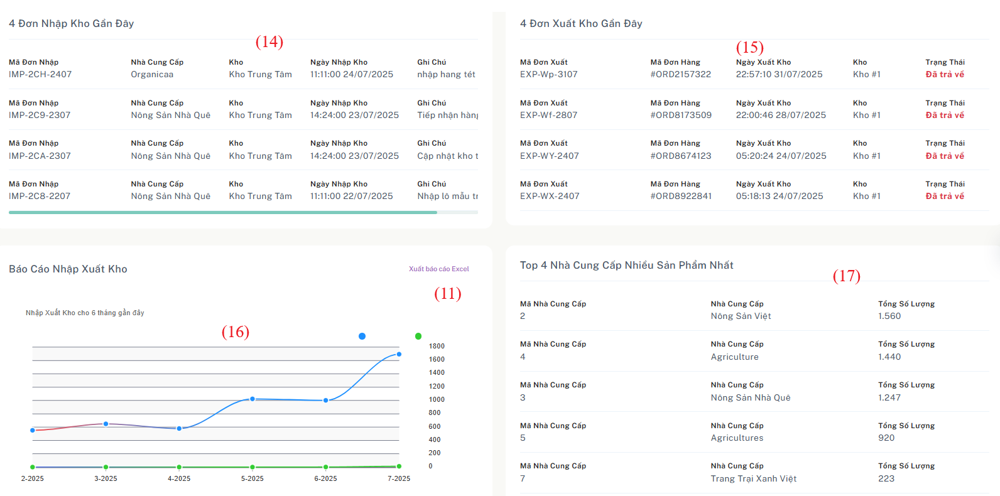 4 Đơn Nhập Kho Gần Đây
(14)
Mã Đơn Nhập Nhà Cung Cấp Kho Ngày Nhập Kho Ghi Chú
IMP-2CH-2407 Organicaa Kho Trung Tâm 11:11:00 24/07/2025 nhập hang tét
Mã Đơn Nhập Nhà Cung Cấp Kho Ngày Nhập Kho Ghi Chú
IMP-2C9-2307 Nông Sản Nhà Quê Kho Trung Tâm 14:24:00 23/07/2025 Tiếp nhận hàng
Mã Đơn Nhập Nhà Cung Cấp Kho Ngày Nhập Kho Ghi Chú
IMP-2CA-2307 Nông Sản Nhà Quê Kho Trung Tâm 14:24:00 23/07/2025 Cập nhật kho
Mã Đơn Nhập Nhà Cung Cấp Kho Ngày Nhập Kho Ghi Chú
IMP-2C8-2207 Nông Sản Nhà Quê Kho Trung Tâm 11:11:00 22/07/2025 Nhập lô mẫu
4 Đơn Xuất Kho Gần Đây
(15)
Mã Đơn Xuất Mã Đơn Hàng Ngày Xuất Kho Kho Trạng Thái
EXP-Wp-3107 #ORD2157322 22:57:10 31/07/2025 Kho #1 Đã trả về
Mã Đơn Xuất Mã Đơn Hàng Ngày Xuất Kho Kho Trạng Thái
EXP-Wf-2807 #ORD8173509 22:00:46 28/07/2025 Kho #1 Đã trả về
Mã Đơn Xuất Mã Đơn Hàng Ngày Xuất Kho Kho Trạng Thái
EXP-WY-2407 #ORD8674123 05:20:24 24/07/2025 Kho #1 Đã trả về
Mã Đơn Xuất Mã Đơn Hàng Ngày Xuất Kho Kho Trạng Thái
EXP-WX-2407 #ORD8922841 05:18:13 24/07/2025 Kho #1 Đã trả về
Báo Cáo Nhập Xuất Kho Xuất báo cáo Excel
(11)
Nhập Xuất Kho cho 6 tháng gần đây
(16)
1800
1600
1400
1200
1000
800
600
400
200
0
2-2025 3-2025 4-2025 5-2025 6-2025 7-2025
Top 4 Nhà Cung Cấp Nhiều Sản Phẩm Nhất
(17)
Mã Nhà Cung Cấp Nhà Cung Cấp Tổng Số Lượng
2 Nông Sản Việt 1.560
Mã Nhà Cung Cấp Nhà Cung Cấp Tổng Số Lượng
4 Agriculture 1.440
Mã Nhà Cung Cấp Nhà Cung Cấp Tổng Số Lượng
3 Nông Sản Nhà Quê 1.247
Mã Nhà Cung Cấp Nhà Cung Cấp Tổng Số Lượng
5 Agricultures 920
Mã Nhà Cung Cấp Nhà Cung Cấp Tổng Số Lượng
7 Trang Trại Xanh Việt 223